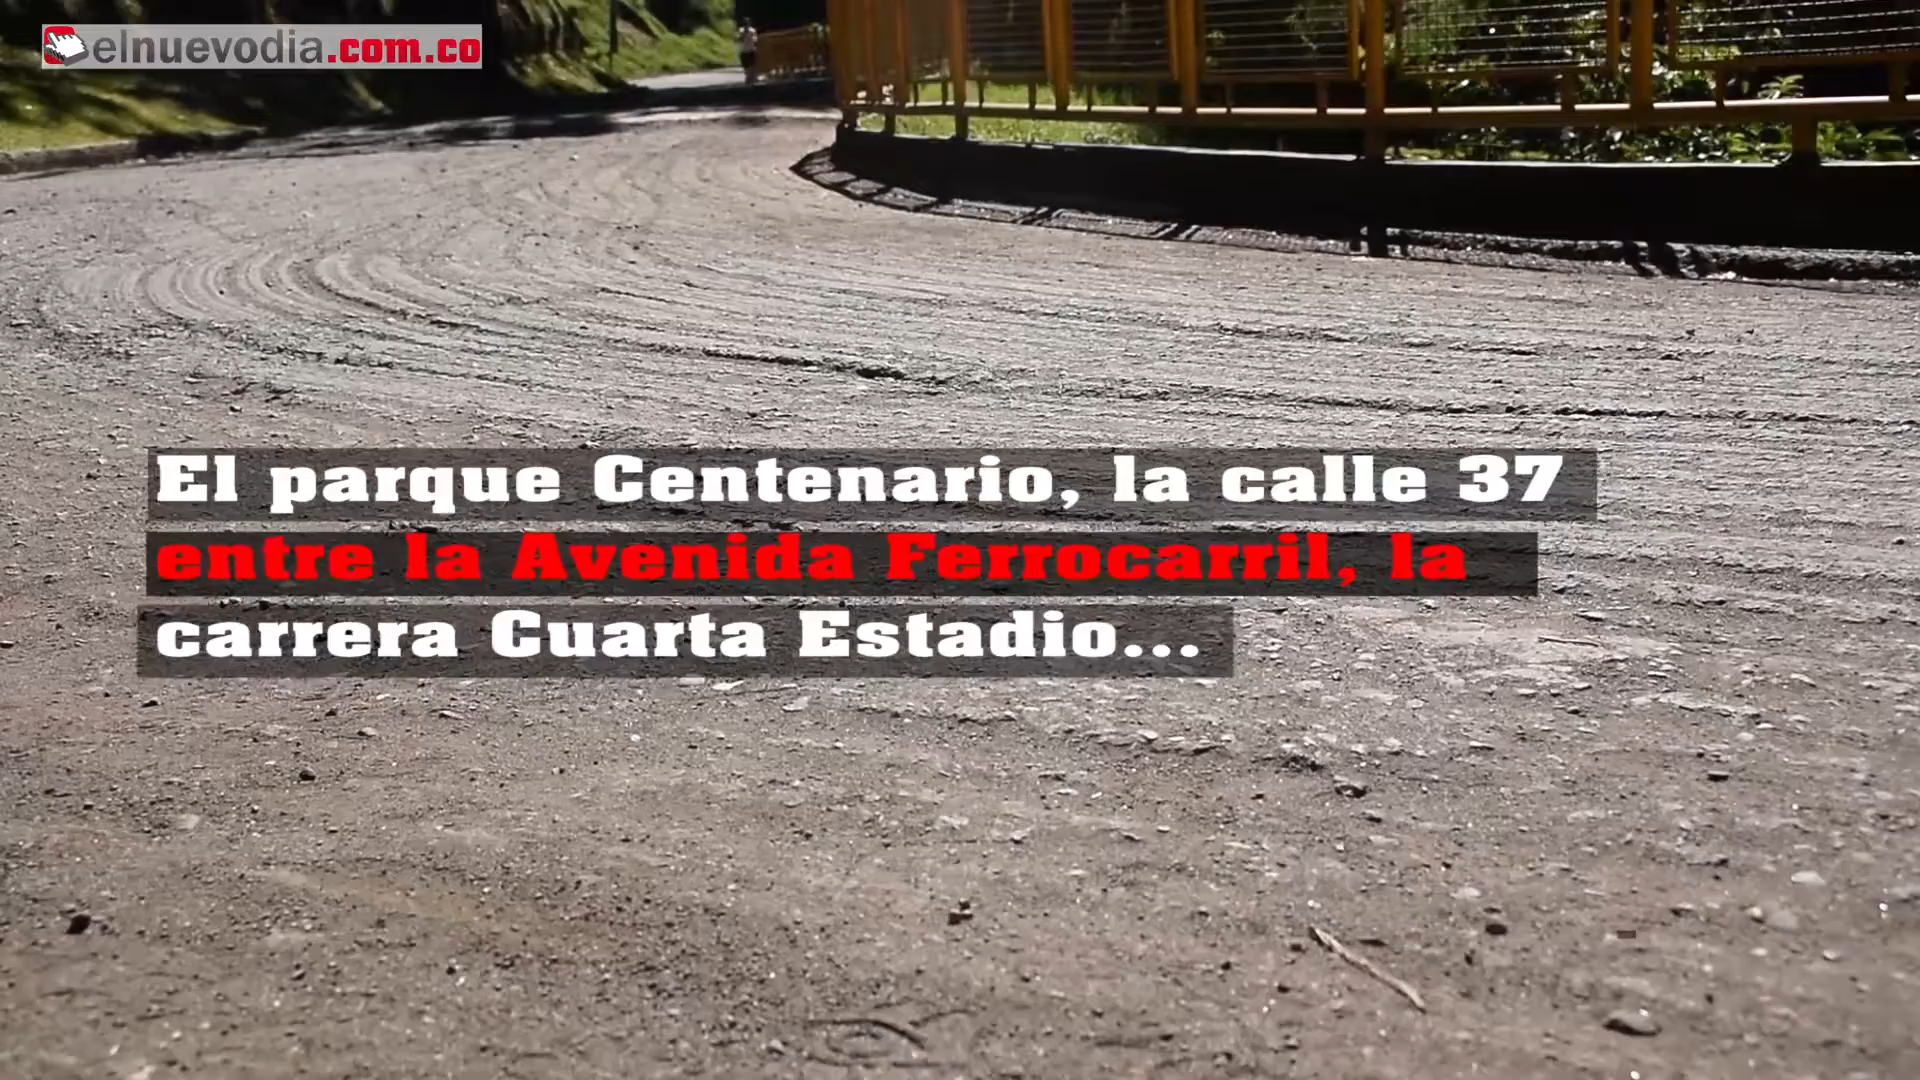 elnuevodia.com.co
El parque Centenario, la calle 37
entre la Avenida Ferrocarril, la
carrera Cuarta Estadio...